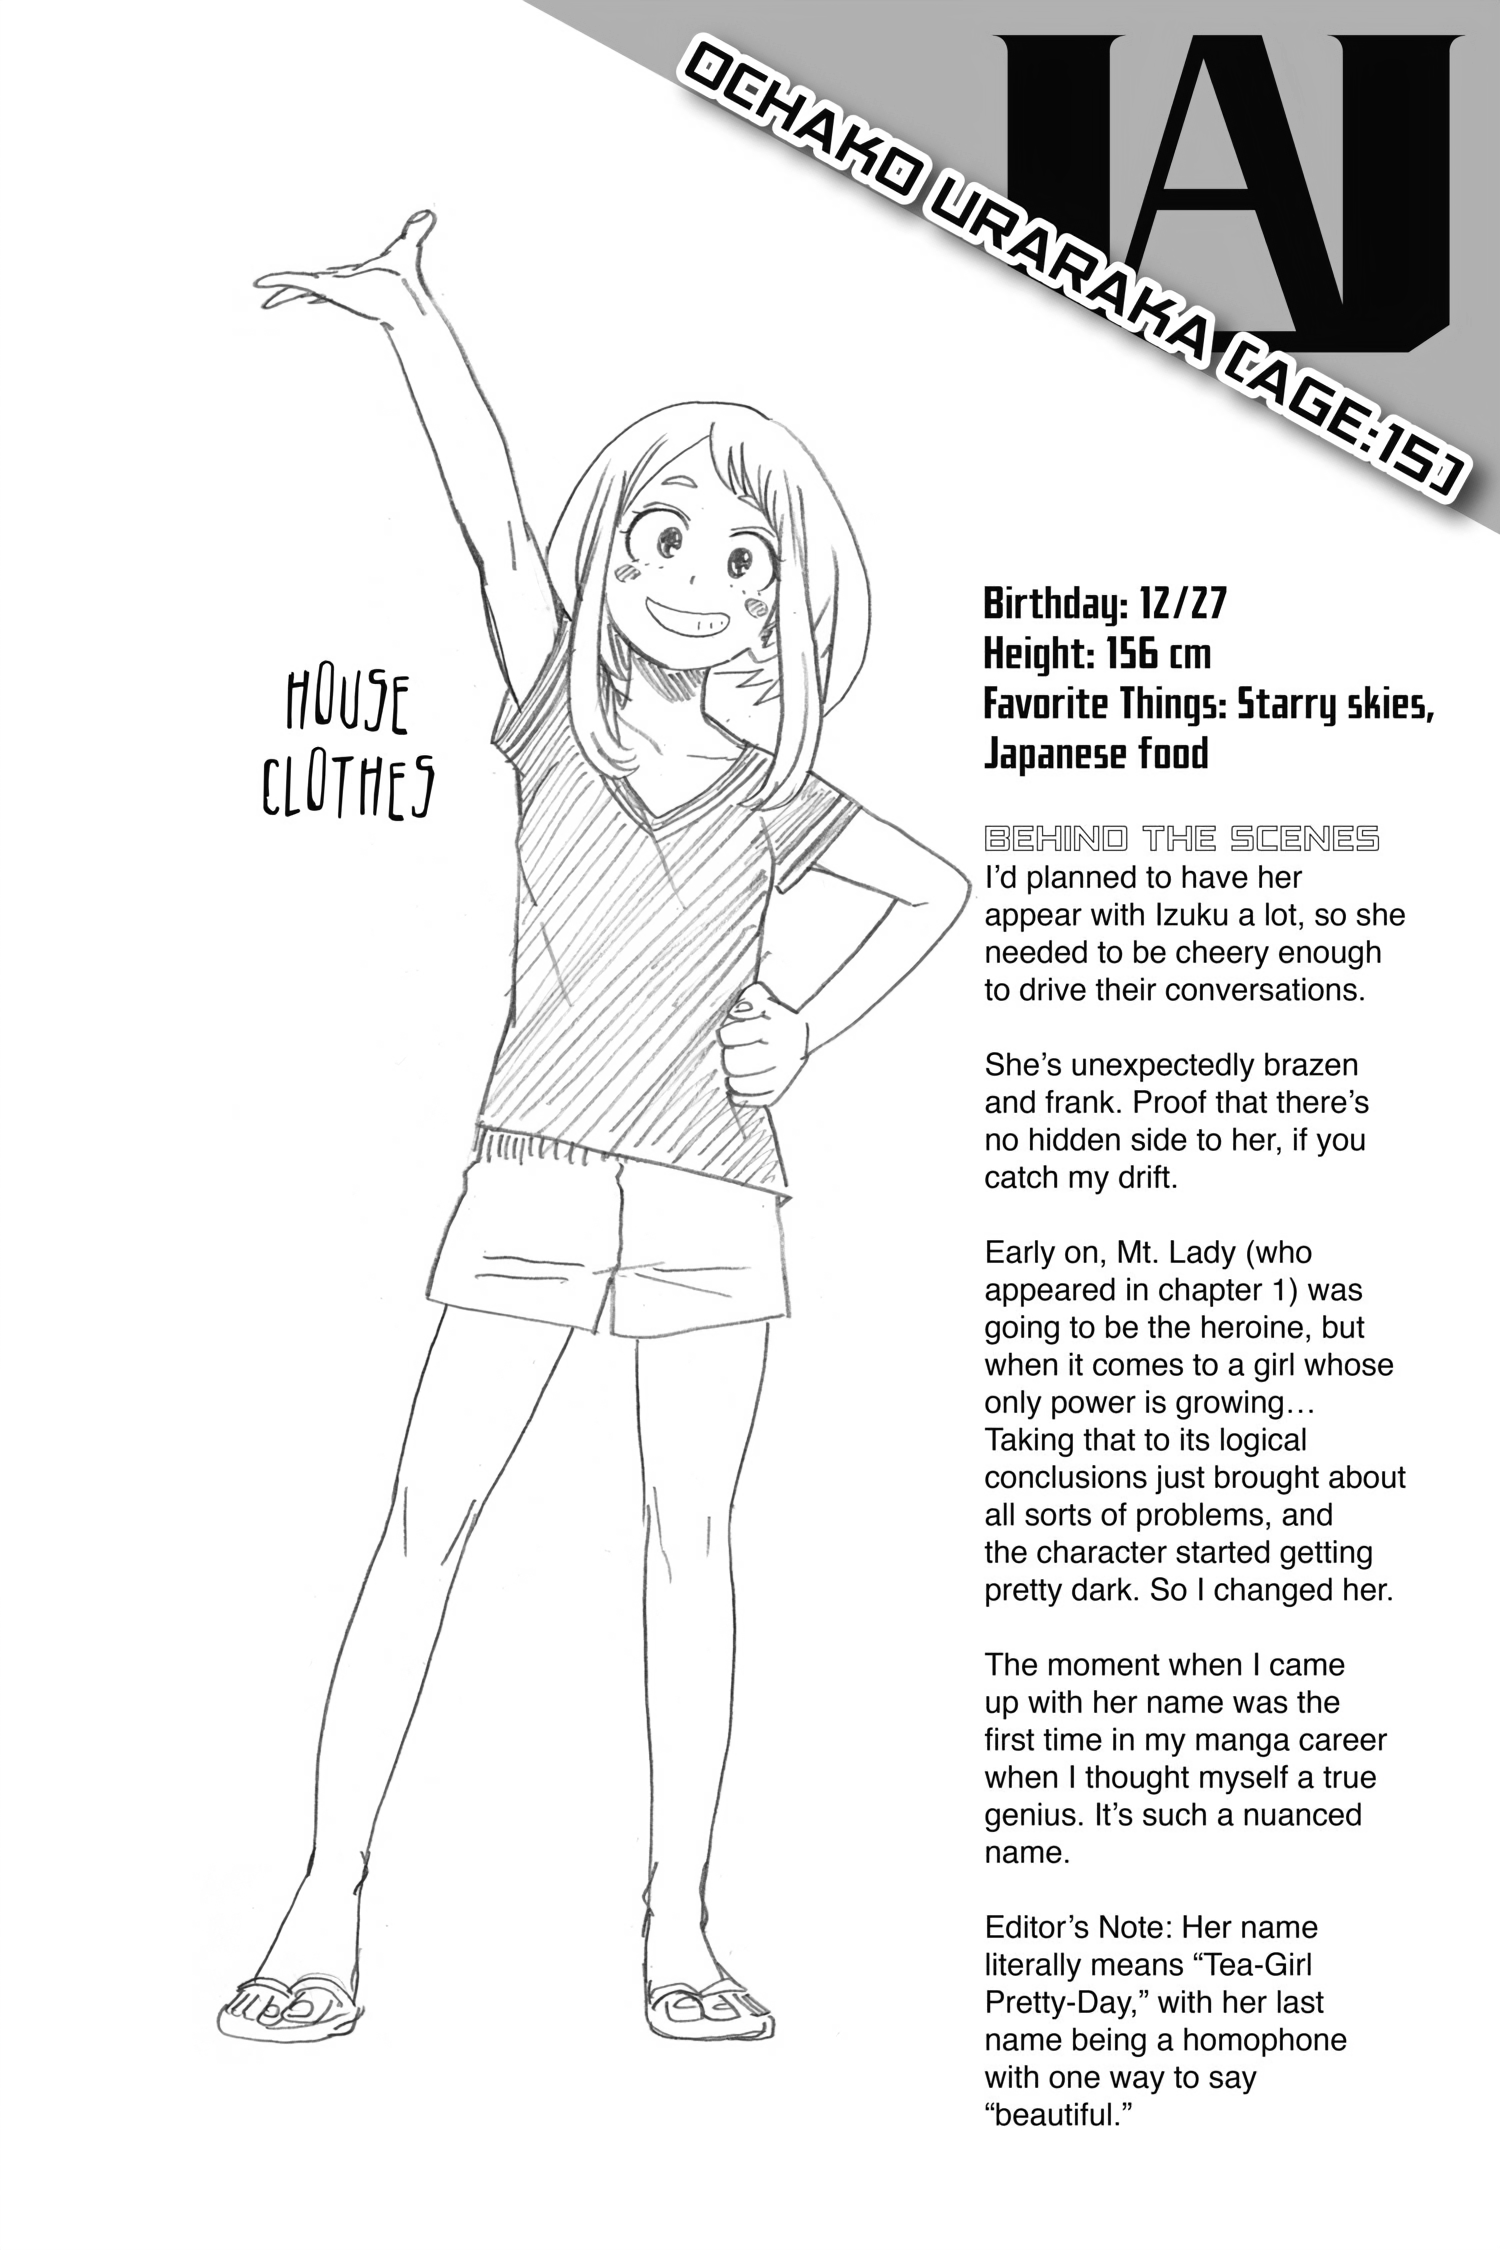 UA
OCHAKO URARAKA (AGE:15)
HOUSE
CLOTHES
Birthday: 12/27
Height: 156 cm
Favorite Things: Starry skies,
Japanese food
BEHIND THE SCENES
I'd planned to have her
appear with Izuku a lot, so she
needed to be cheery enough
to drive their conversations.
She's unexpectedly brazen
and frank. Proof that there's
no hidden side to her, if you
catch my drift.
Early on, Mt. Lady (who
appeared in chapter 1) was
going to be the heroine, but
when it comes to a girl whose
only power is growing…
Taking that to its logical
conclusions just brought about
all sorts of problems, and
the character started getting
pretty dark. So I changed her.
The moment when I came
up with her name was the
first time in my manga career
when I thought myself a true
genius. It's such a nuanced
name.
Editor's Note: Her name
literally means “Tea-Girl
Pretty-Day,” with her last
name being a homophone
with one way to say
“beautiful.”